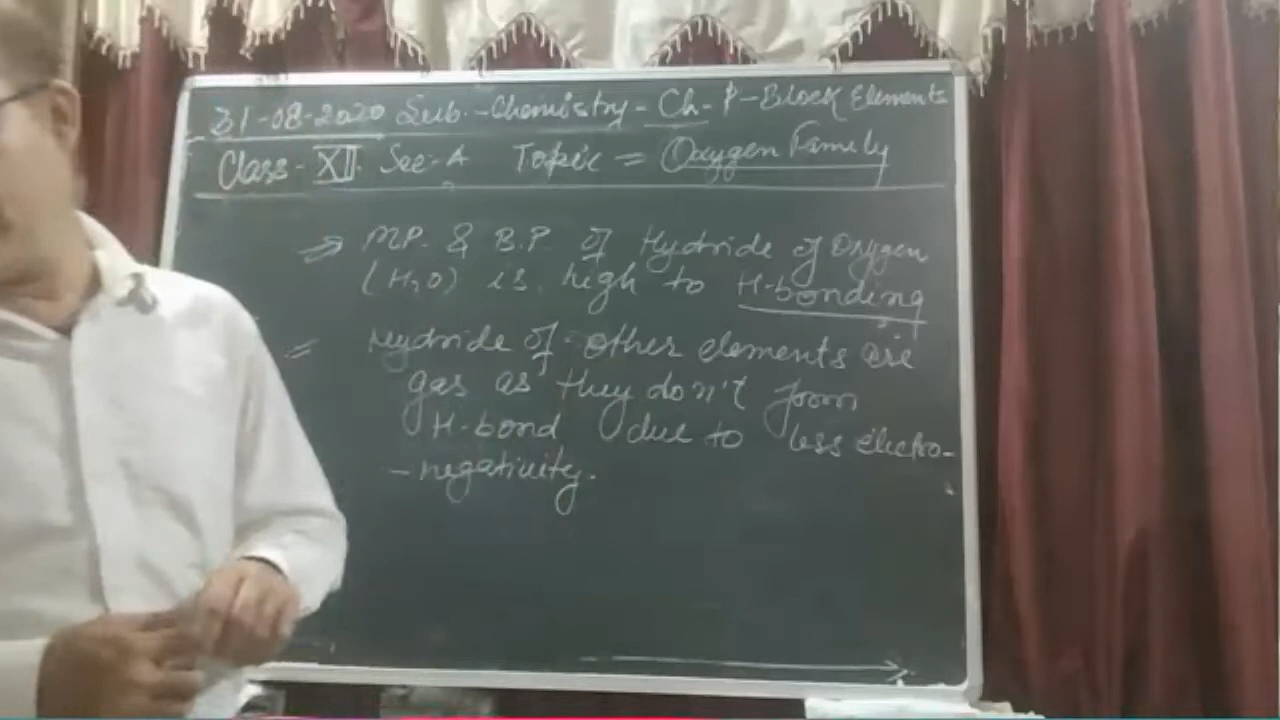 31-08-2020 Sub.-Chemistry-Ch-P-Block Elements
Class-XII Sec-A Topic = Oxygen Family
⇒ M.P. & B.P. of Hydride of Oxygen
(H₂O) is high to H-bonding
= Hydride of other elements are
gas as they don't form
H-bond due to less electro-
-negativity.